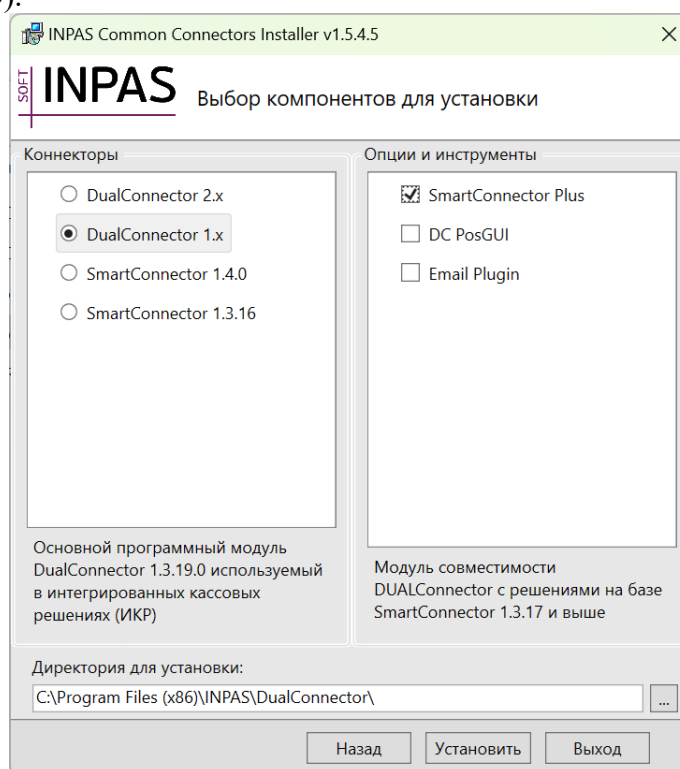 ).
INPAS Common Connectors Installer v1.5.4.5
SOFT
INPAS
Выбор компонентов для установки
Коннекторы
DualConnector 2.x
DualConnector 1.x
SmartConnector 1.4.0
SmartConnector 1.3.16
Основной программный модуль
DualConnector 1.3.19.0 используемый
в интегрированных кассовых
решениях (ИКР)
Опции и инструменты
SmartConnector Plus
DC PosGUI
Email Plugin
Модуль совместимости
DUALConnector с решениями на базе
SmartConnector 1.3.17 и выше
Директория для установки:
C:\Program Files (x86)\INPAS\DualConnector\
...
Назад
Установить
Выход